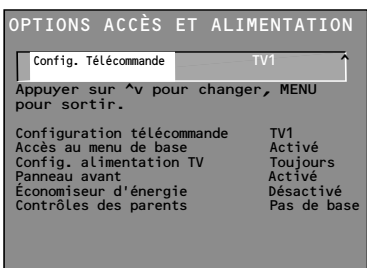 OPTIONS ACCÈS ET ALIMENTATION
Config. Télécommande TV1 ^
Appuyer sur ^v pour changer, MENU
pour sortir.
Configuration télécommande TV1
Accès au menu de base Activé
Config. alimentation TV Toujours
Panneau avant Activé
Économiseur d'énergie Désactivé
Contrôles des parents Pas de base